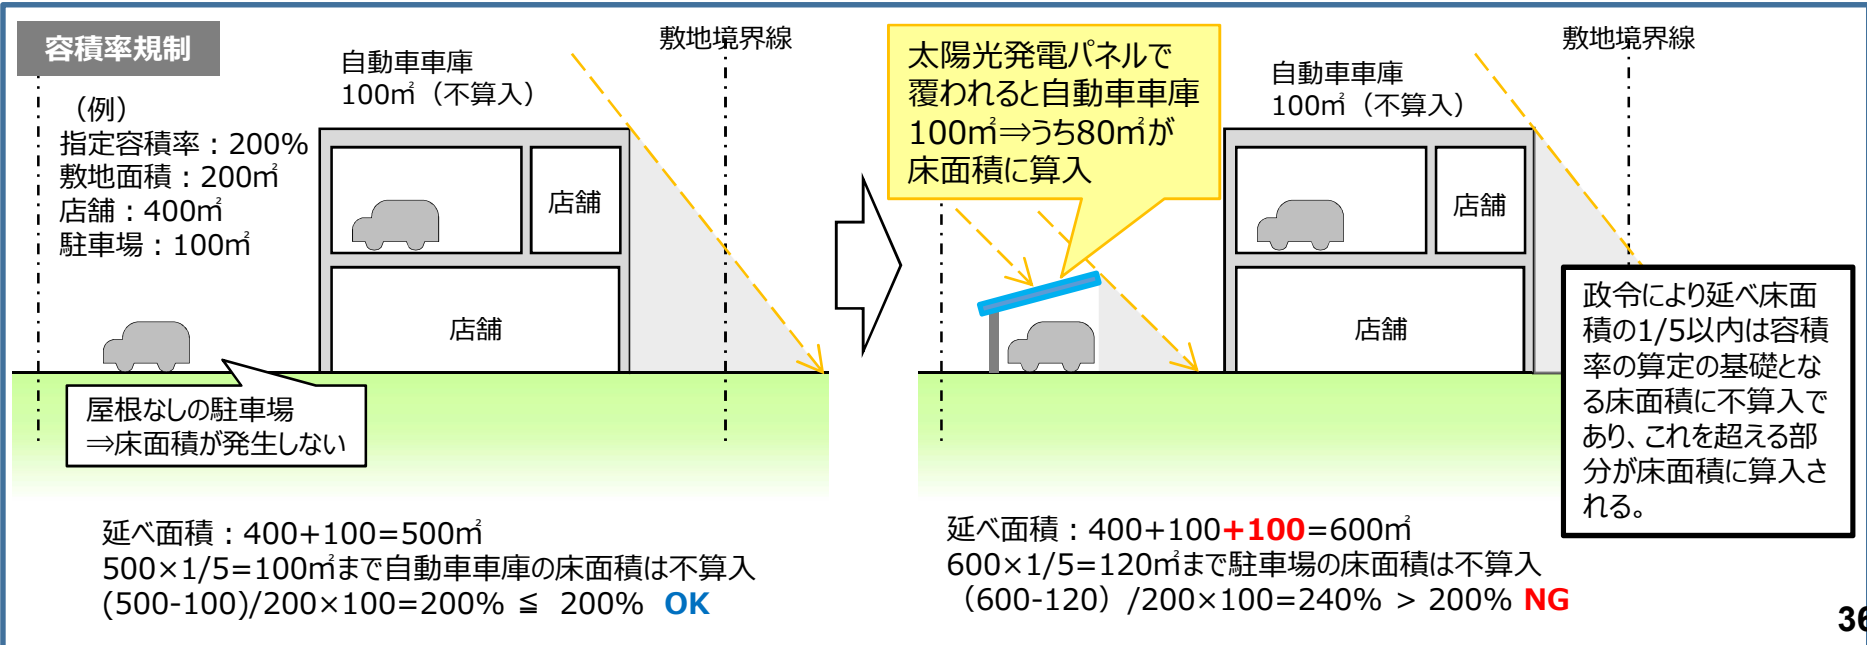 容積率規制
（例）
指定容積率：200%
敷地面積：200㎡
店舗：400㎡
駐車場：100㎡
自動車車庫
100㎡（不算入）
敷地境界線
店舗
店舗
屋根なしの駐車場
⇒床面積が発生しない
延べ面積：400+100=500㎡
500×1/5=100㎡まで自動車車庫の床面積は不算入
(500-100)/200×100=200% ≦ 200% OK
太陽光発電パネルで
覆われると自動車車庫
100㎡⇒うち80㎡が
床面積に算入
自動車車庫
100㎡（不算入）
敷地境界線
店舗
店舗
政令により延べ床面
積の1/5以内は容積
率の算定の基礎とな
る床面積に不算入で
あり、これを超える部
分が床面積に算入さ
れる。
延べ面積：400+100+100=600㎡
600×1/5=120㎡まで駐車場の床面積は不算入
（600-120）/200×100=240% > 200% NG
36